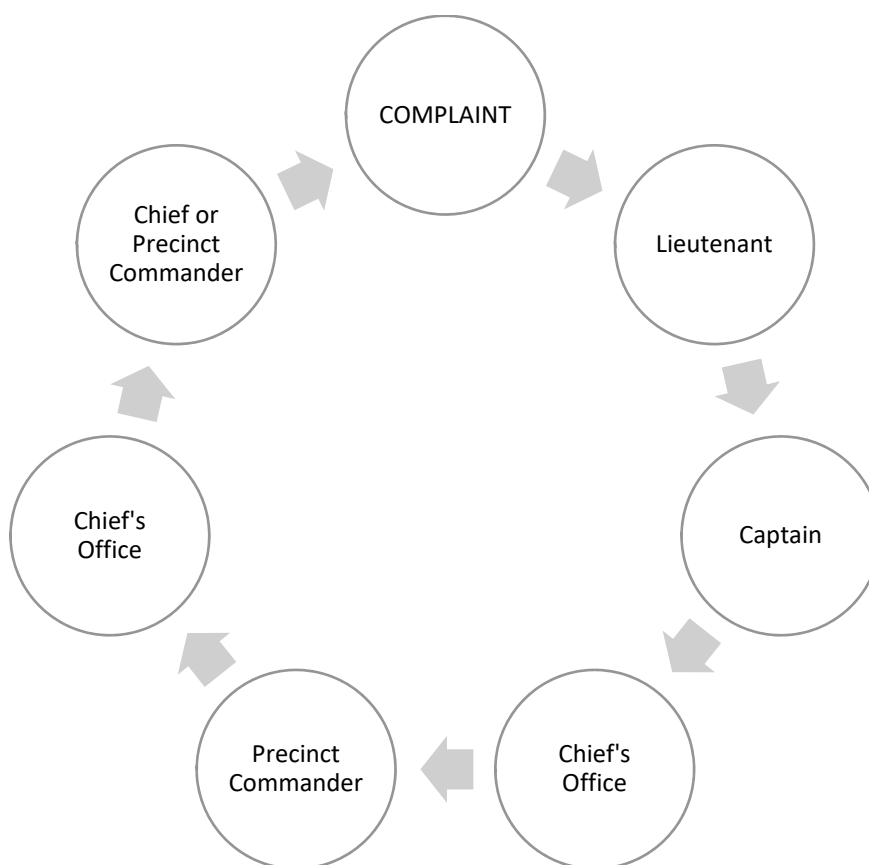 COMPLAINT
Lieutenant
Captain
Chief's
Office
Precinct
Commander
Chief's
Office
Chief or
Precinct
Commander